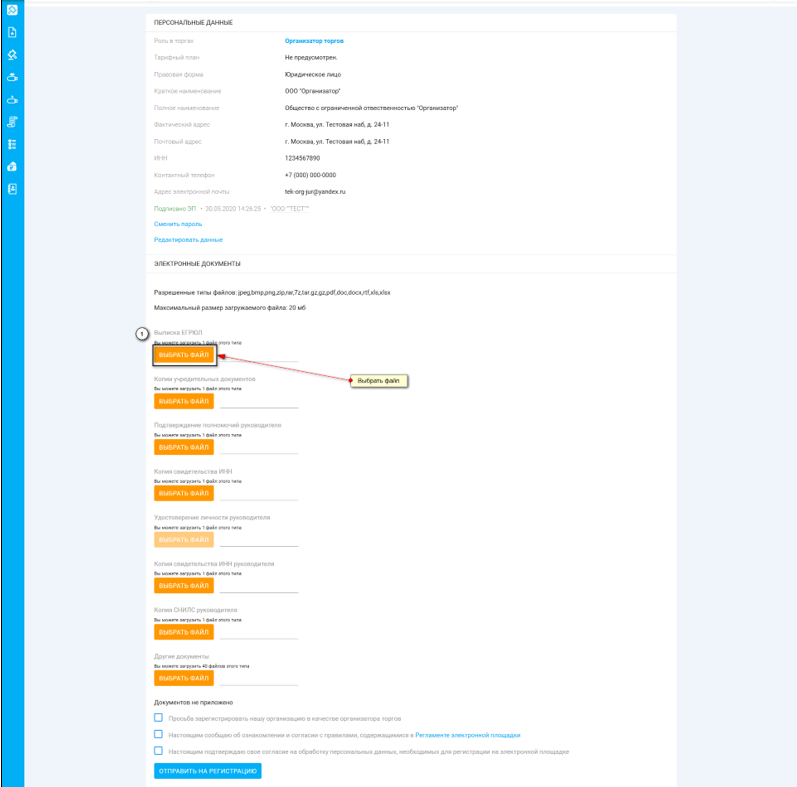 ПЕРСОНАЛЬНЫЕ ДАННЫЕ
Роль в торгах Организатор торгов
Тарифный план Не предусмотрен.
Правовая форма Юридическое лицо
Краткое наименование ООО "Организатор"
Полное наименование Общество с ограниченной отвественностью "Организатор"
Фактический адрес г. Москва, ул. Тестовая наб, д. 24-11
Почтовый адрес г. Москва, ул. Тестовая наб, д. 24-11
ИНН 1234567890
Контактный телефон +7 (000) 000-0000
Адрес электронной почты tek-org-jur@yandex.ru
Подписано ЭП • 30.05.2020 14:26:25 • "ООО ""ТЕСТ""
Сменить пароль
Редактировать данные
ЭЛЕКТРОННЫЕ ДОКУМЕНТЫ
Разрешенные типы файлов: jpeg,bmp,png,zip,rar,7z,tar.gz,gz,pdf,doc,docx,rtf,xls,xlsx
Максимальный размер загружаемого файла: 20 мб
1 Выписка ЕГРЮЛ
Вы можете загрузить 1 файл этого типа
ВЫБРАТЬ ФАЙЛ
Выбрать файл
Копии учредительных документов
Вы можете загрузить 1 файл этого типа
ВЫБРАТЬ ФАЙЛ
Подтверждение полномочий руководителя
Вы можете загрузить 1 файл этого типа
ВЫБРАТЬ ФАЙЛ
Копия свидетельства ИНН
Вы можете загрузить 1 файл этого типа
ВЫБРАТЬ ФАЙЛ
Удостоверение личности руководителя
Вы можете загрузить 1 файл этого типа
ВЫБРАТЬ ФАЙЛ
Копия свидетельства ИНН руководителя
Вы можете загрузить 1 файл этого типа
ВЫБРАТЬ ФАЙЛ
Копия СНИЛС руководителя
Вы можете загрузить 1 файл этого типа
ВЫБРАТЬ ФАЙЛ
Другие документы
Вы можете загрузить 40 файлов этого типа
ВЫБРАТЬ ФАЙЛ
Документов не приложено
Просьба зарегистрировать нашу организацию в качестве организатора торгов
Настоящим сообщаю об ознакомлении и согласии с правилами, содержащимися в Регламенте электронной площадки
Настоящим подтверждаю свое согласие на обработку персональных данных, необходимых для регистрации на электронной площадке
ОТПРАВИТЬ НА РЕГИСТРАЦИЮ